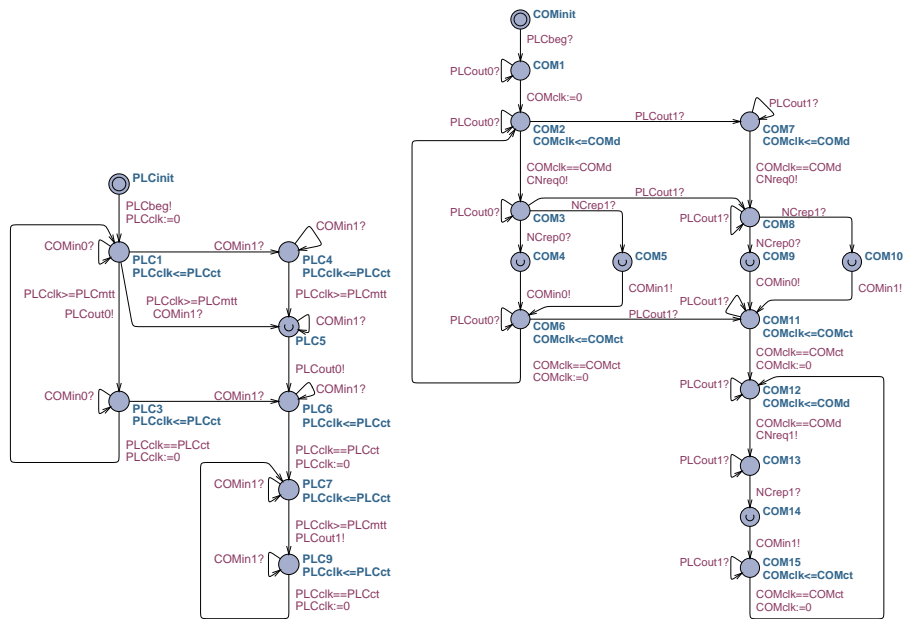 PLCinit
PLCbeg!
PLCclk:=0
COMin0?
PLC1
PLCclk<=PLCct
COMin1?
COMin1?
PLC4
PLCclk<=PLCct
PLCclk>=PLCmtt
PLCout0!
PLCclk>=PLCmtt
COMin1?
PLCclk>=PLCmtt
COMin1?
PLC5
PLCout0!
COMin0?
PLC3
PLCclk<=PLCct
COMin1?
COMin1?
PLC6
PLCclk<=PLCct
PLCclk==PLCct
PLCclk:=0
PLCclk==PLCct
PLCclk:=0
COMin1?
PLC7
PLCclk<=PLCct
PLCclk>=PLCmtt
PLCout1!
COMin1?
PLC9
PLCclk<=PLCct
PLCclk==PLCct
PLCclk:=0
COMinit
PLCbeg?
PLCout0?
COM1
COMclk:=0
PLCout0?
COM2
COMclk<=COMd
PLCout1?
PLCout1?
COM7
COMclk<=COMd
COMclk==COMd
CNreq0!
COMclk==COMd
CNreq0!
PLCout0?
COM3
PLCout1?
PLCout1?
COM8
NCrep1?
NCrep0?
NCrep1?
COM4
COM5
NCrep0?
COM9
COM10
COMin0!
COMin1!
COMin0!
COMin1!
PLCout0?
COM6
COMclk<=COMct
PLCout1?
PLCout1?
COM11
COMclk<=COMct
COMclk==COMct
COMclk:=0
COMclk==COMct
COMclk:=0
PLCout1?
COM12
COMclk<=COMd
COMclk==COMd
CNreq1!
PLCout1?
COM13
NCrep1?
COM14
COMin1!
PLCout1?
COM15
COMclk<=COMct
COMclk==COMct
COMclk:=0